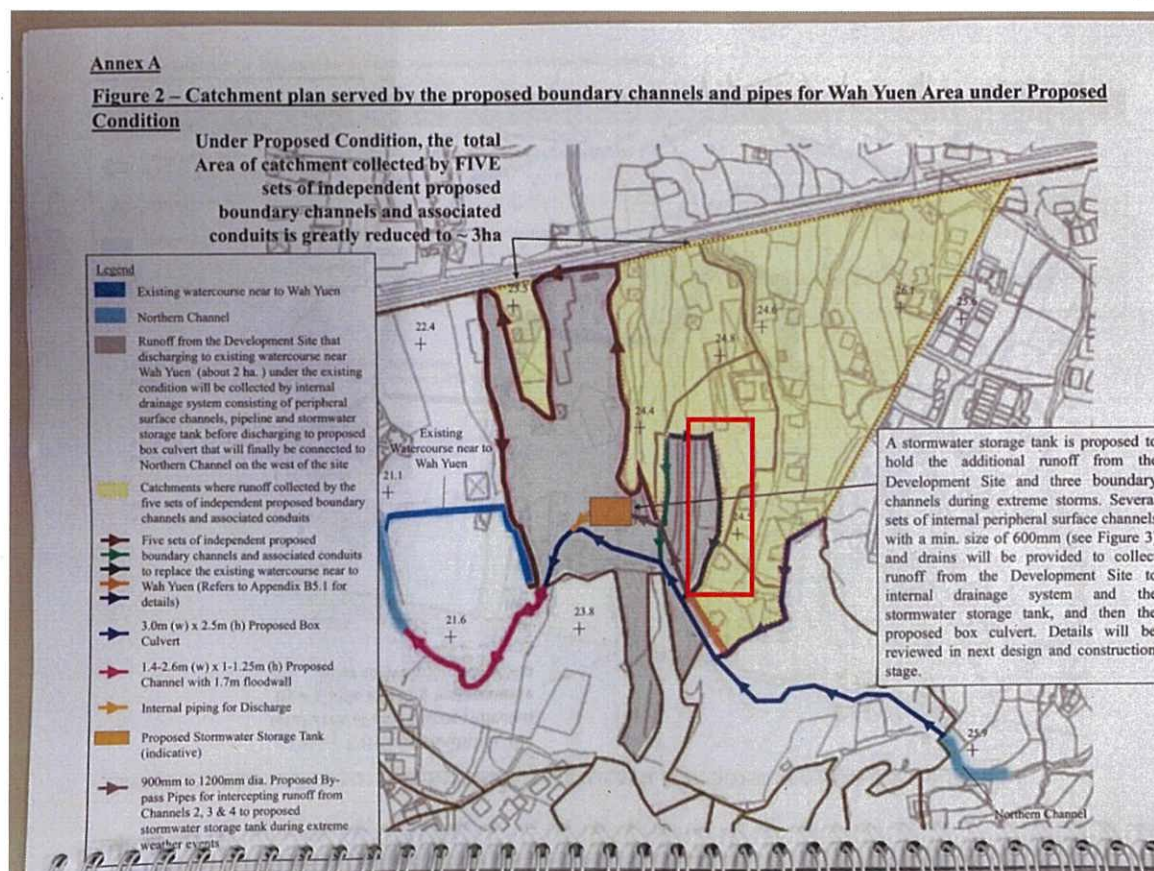 Annex A
Figure 2 – Catchment plan served by the proposed boundary channels and pipes for Wah Yuen Area under Proposed
Condition
Under Proposed Condition, the total
Area of catchment collected by FIVE
sets of independent proposed
boundary channels and associated
conduits is greatly reduced to ~ 3ha
Legend
Existing watercourse near to Wah Yuen
Northern Channel
Runoff from the Development Site that
discharging to existing watercourse near
Wah Yuen (about 2 ha. ) under the existing
condition will be collected by internal
drainage system consisting of peripheral
surface channels, pipeline and stormwater
storage tank before discharging to proposed
box culvert that will finally be connected to
Northern Channel on the west of the site
Catchments where runoff collected by the
five sets of independent proposed boundary
channels and associated conduits
Five sets of independent proposed
boundary channels and associated conduits
to replace the existing watercourse near to
Wah Yuen (Refers to Appendix B5.1 for
details)
3.0m (w) x 2.5m (h) Proposed Box
Culvert
1.4-2.6m (w) x 1-1.25m (h) Proposed
Channel with 1.7m floodwall
Internal piping for Discharge
Proposed Stormwater Storage Tank
(indicative)
900mm to 1200mm dia. Proposed By-
pass Pipes for intercepting runoff from
Channels 2, 3 & 4 to proposed
stormwater storage tank during extreme
weather events
22.4
23.5
24.6
26.1
25.6
24.8
24.4
Existing
Watercourse near to
Wah Yuen
21.1
21.6
23.8
25.9
Northern Channel
A stormwater storage tank is proposed to
hold the additional runoff from the
Development Site and three boundary
channels during extreme storms. Several
sets of internal peripheral surface channels
with a min. size of 600mm (see Figure 3)
and drains will be provided to collect
runoff from the Development Site to
internal drainage system and the
stormwater storage tank, and then the
proposed box culvert. Details will be
reviewed in next design and construction
stage.